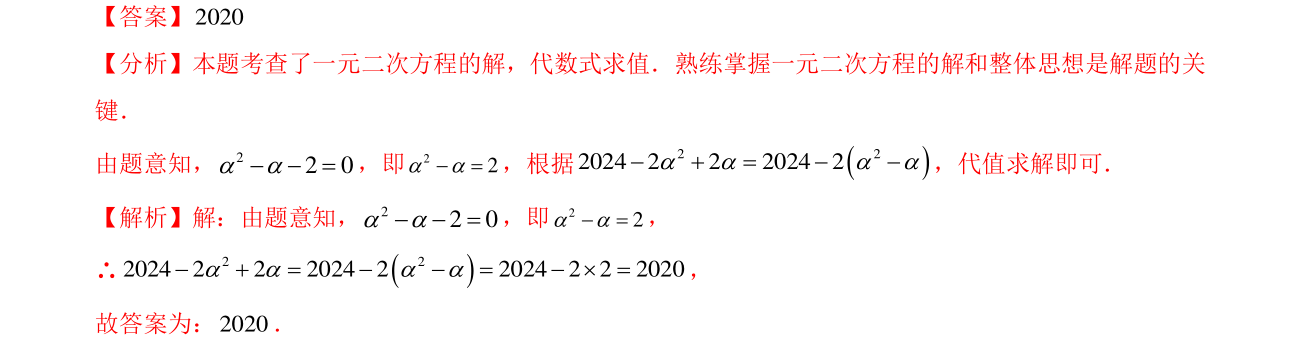 【答案】2020
【分析】本题考查了一元二次方程的解，代数式求值．熟练掌握一元二次方程的解和整体思想是解题的关
键．
由题意知，α²－α－2＝0，即α²－α＝2，根据2024－2α²＋2α＝2024－2(α²－α)，代值求解即可．
【解析】解：由题意知，α²－α－2＝0，即α²－α＝2，
∴2024－2α²＋2α＝2024－2(α²－α)＝2024－2×2＝2020，
故答案为：2020．